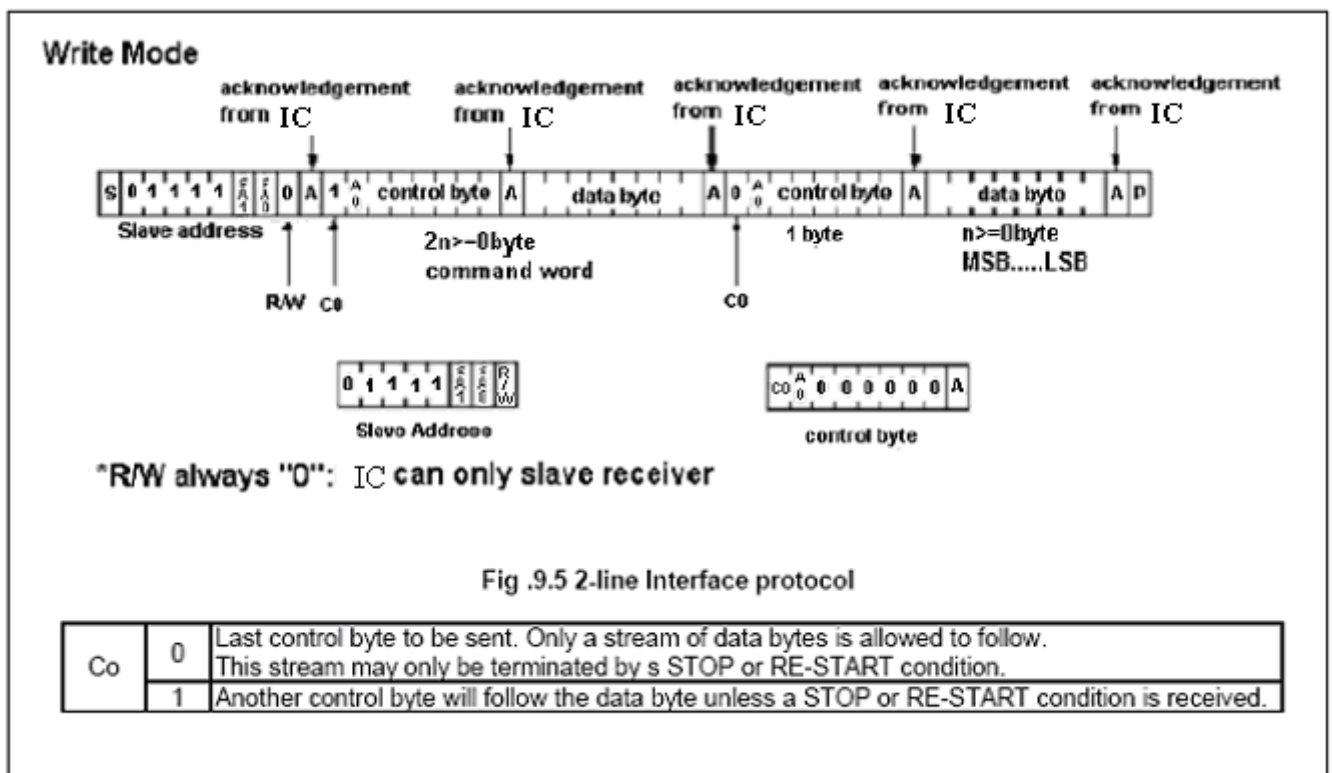 Write Mode
acknowledgement from IC acknowledgement from IC acknowledgement from IC acknowledgement from IC acknowledgement from IC
S 0 1 1 1 1 SA1 SA0 0 A 1 A0 control byte A data byte A 0 A0 control byte A data byte A P
Slave address
2n>=0byte
command word
1 byte
n>=0byte
MSB.....LSB
R/W C0 C0
0 1 1 1 1 SA1 SA0 R/W
Slave Address
co A0 0 0 0 0 0 0 A
control byte
*R/W always "0": IC can only slave receiver
Fig .9.5 2-line Interface protocol
Co
0 Last control byte to be sent. Only a stream of data bytes is allowed to follow.
This stream may only be terminated by s STOP or RE-START condition.
1 Another control byte will follow the data byte unless a STOP or RE-START condition is received.